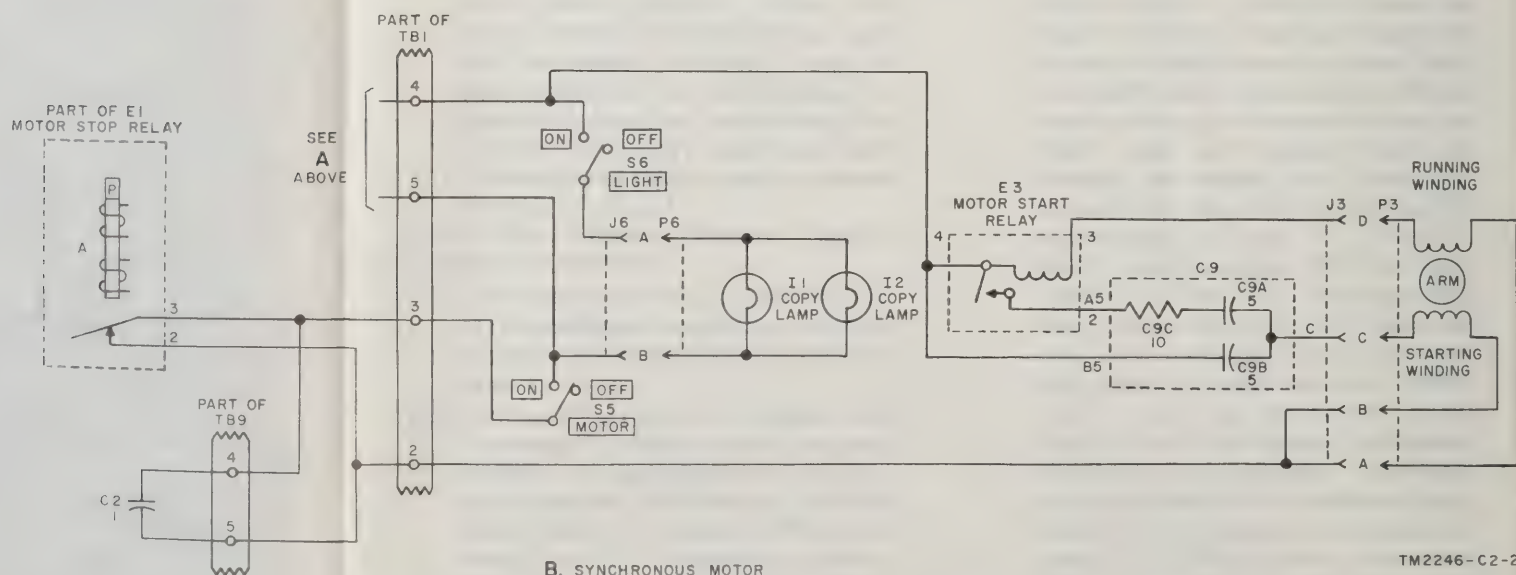 PART OF
TB1
4
PART OF E1
MOTOR STOP RELAY
P
A
3
2
SEE
A
ABOVE
5
3
2
PART OF
TB9
4
5
C2
1
ON
OFF
S6
LIGHT
J6
P6
A
B
ON
OFF
S5
MOTOR
I1
COPY
LAMP
I2
COPY
LAMP
E3
MOTOR START
RELAY
4
3
A5
2
B5
C9
C9A
5
C9C
10
C9B
5
C
J3
P3
D
C
B
A
RUNNING
WINDING
ARM
STARTING
WINDING
B. SYNCHRONOUS MOTOR
TM2246-C2-2